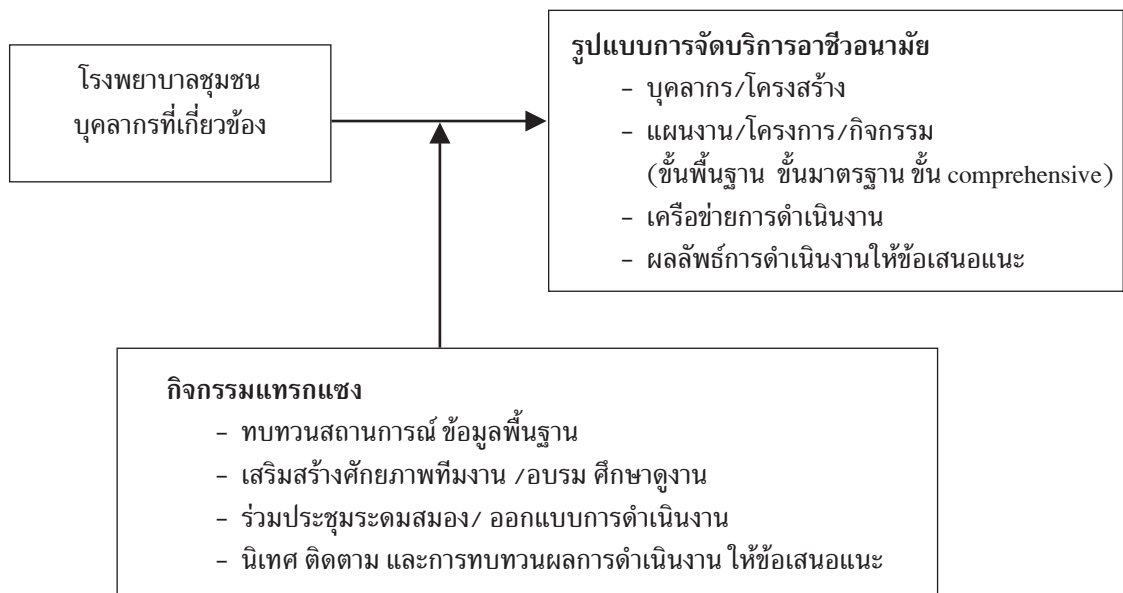 โรงพยาบาลชุมชน
บุคลากรที่เกี่ยวข้อง
รูปแบบการจัดบริการอาชีวอนามัย
– บุคลากร/โครงสร้าง
– แผนงาน/โครงการ/กิจกรรม
(ขั้นพื้นฐาน ขั้นมาตรฐาน ขั้น comprehensive)
– เครือข่ายการดำเนินงาน
– ผลลัพธ์การดำเนินงานให้ข้อเสนอแนะ
กิจกรรมแทรกแซง
– ทบทวนสถานการณ์ ข้อมูลพื้นฐาน
– เสริมสร้างศักยภาพทีมงาน /อบรม ศึกษาดูงาน
– ร่วมประชุมระดมสมอง/ ออกแบบการดำเนินงาน
– นิเทศ ติดตาม และการทบทวนผลการดำเนินงาน ให้ข้อเสนอแนะ